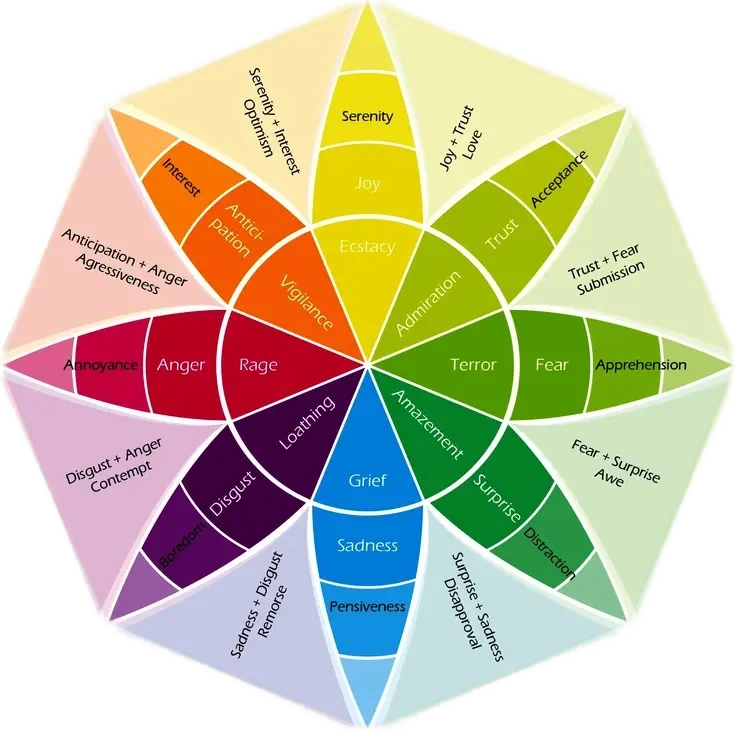 Serenity + Interest
Optimism
Joy + Trust
Love
Serenity
Joy
Ecstacy
Interest
Antici-
pation
Vigilance
Acceptance
Trust
Admiration
Anticipation + Anger
Agressiveness
Trust + Fear
Submission
Annoyance
Anger
Rage
Terror
Fear
Apprehension
Loathing
Disgust
Boredom
Amazement
Surprise
Distraction
Disgust + Anger
Contempt
Fear + Surprise
Awe
Grief
Sadness
Pensiveness
Sadness + Disgust
Remorse
Surprise + Sadness
Disapproval